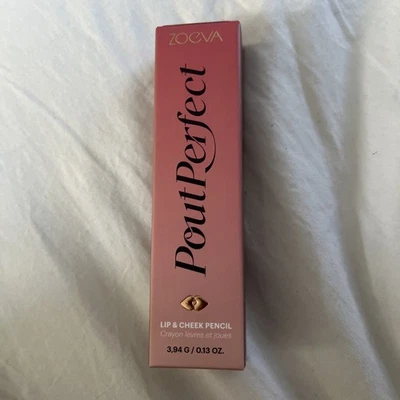 ZOEVA
PoutPerfect
LIP & CHEEK PENCIL
Crayon lèvres et joues
3,94 G / 0.13 OZ.